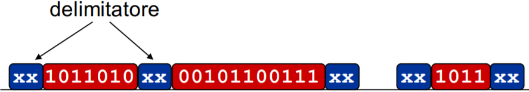 delimitatore
xx 1011010 xx 00101100111 xx xx 1011 xx